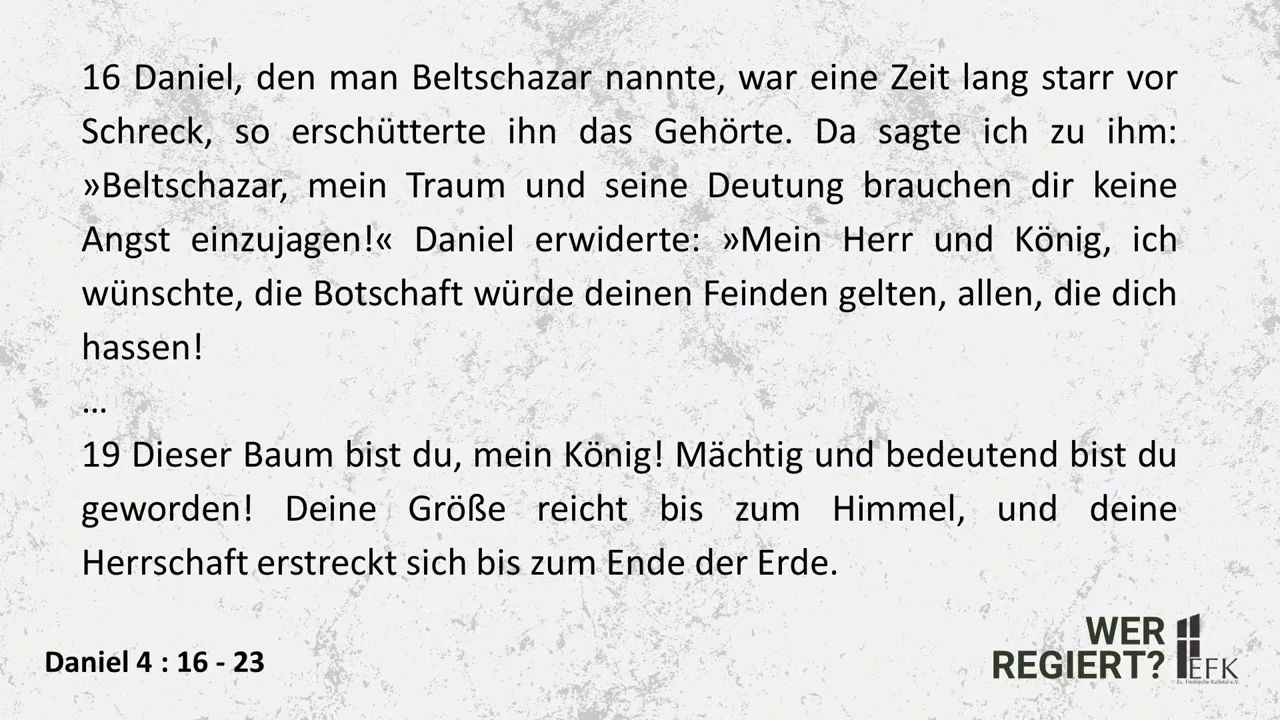 16 Daniel, den man Beltschazar nannte, war eine Zeit lang starr vor
Schreck, so erschütterte ihn das Gehörte. Da sagte ich zu ihm:
»Beltschazar, mein Traum und seine Deutung brauchen dir keine
Angst einzujagen!« Daniel erwiderte: »Mein Herr und König, ich
wünschte, die Botschaft würde deinen Feinden gelten, allen, die dich
hassen!
...
19 Dieser Baum bist du, mein König! Mächtig und bedeutend bist du
geworden! Deine Größe reicht bis zum Himmel, und deine
Herrschaft erstreckt sich bis zum Ende der Erde.
Daniel 4 : 16 - 23
WER
REGIERT?
EFK
Ev. Freikirche Kalletal e.V.